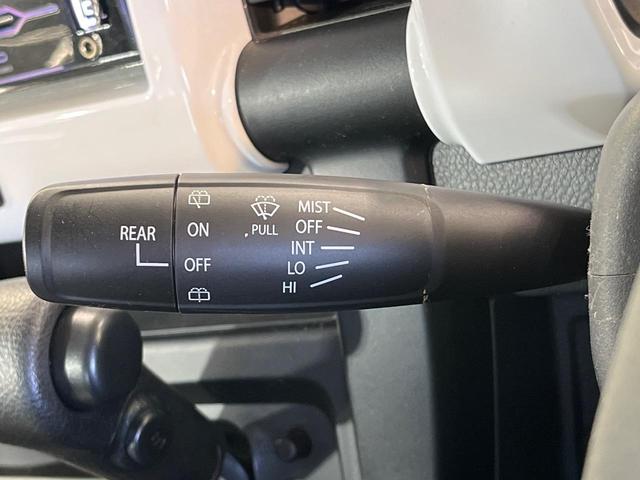 REAR
ON
OFF
PULL
MIST
OFF
INT
LO
HI